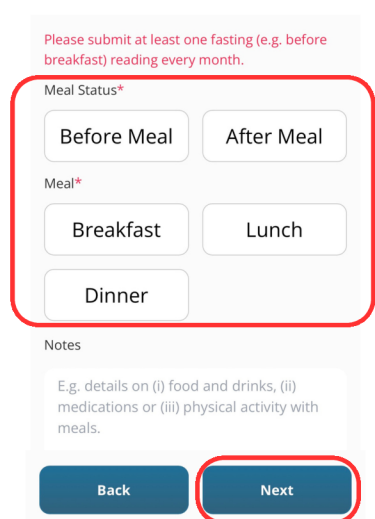 Please submit at least one fasting (e.g. before
breakfast) reading every month.
Meal Status*
Before Meal After Meal
Meal*
Breakfast Lunch
Dinner
Notes
E.g. details on (i) food and drinks, (ii)
medications or (iii) physical activity with
meals.
Back Next